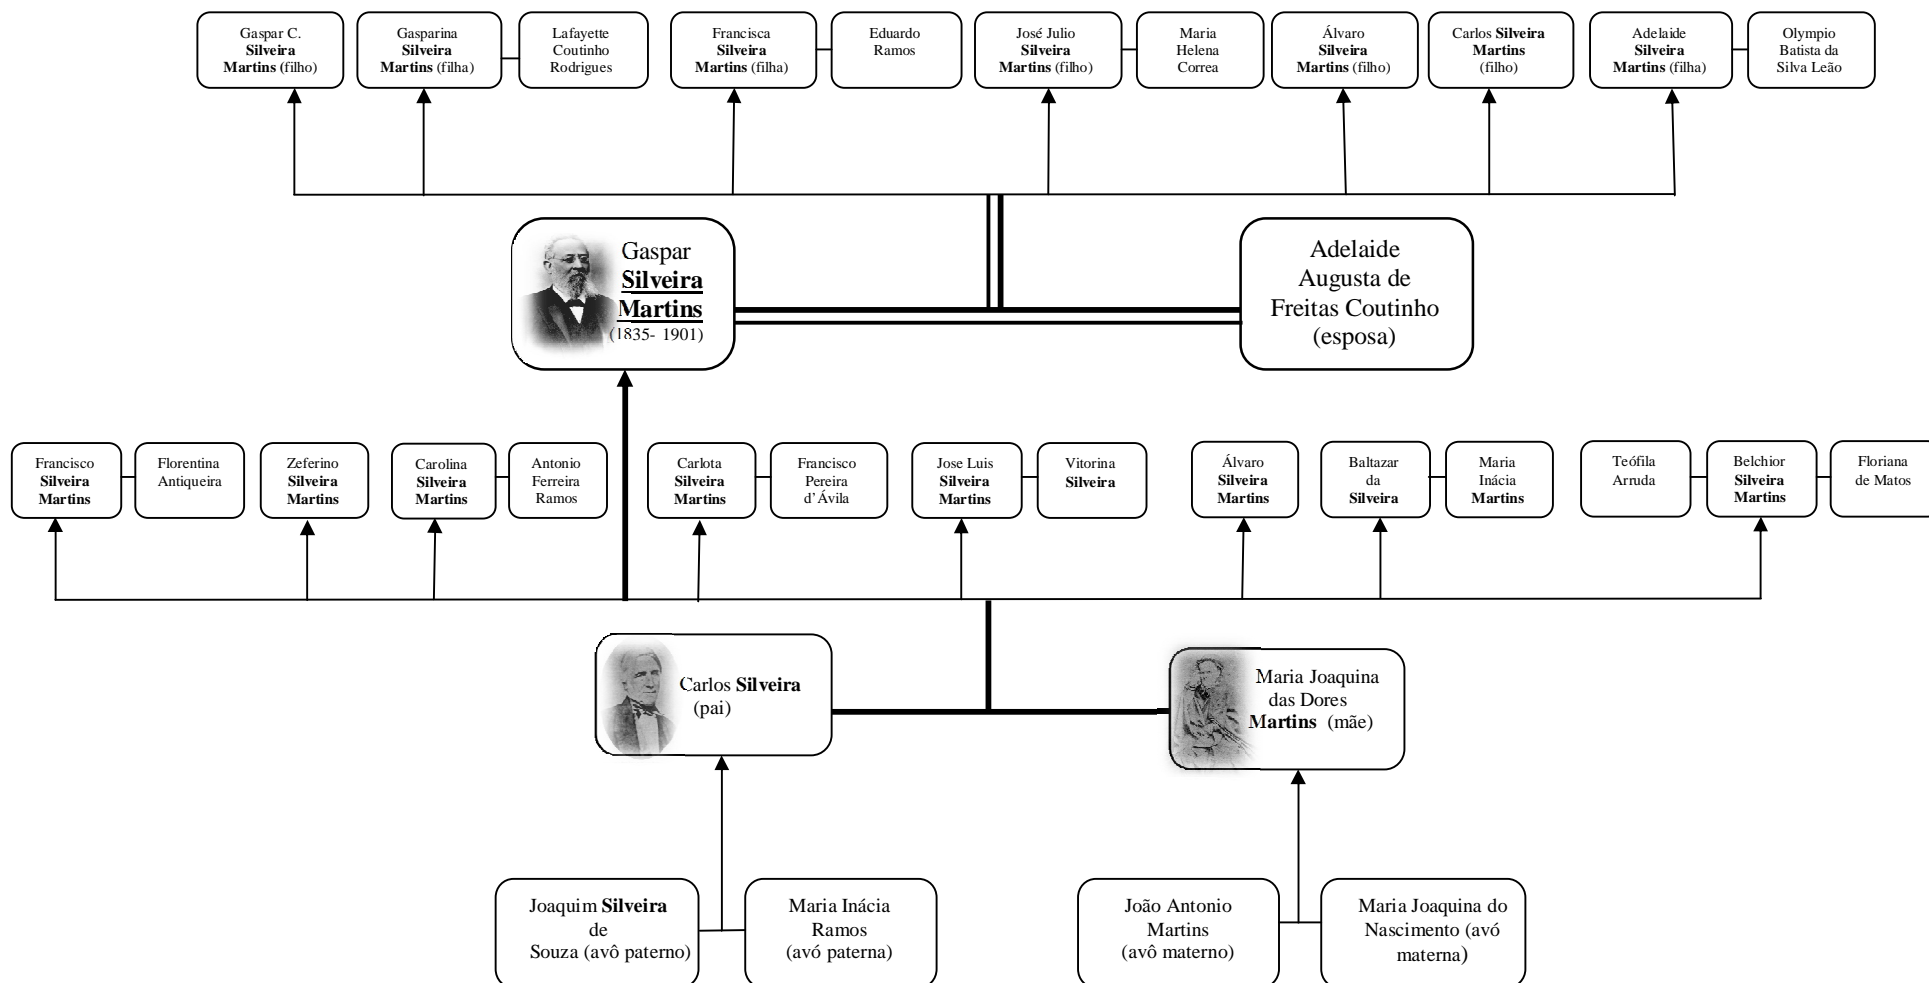 Gaspar C.
Silveira
Martins (filho)
Gasparina
Silveira
Martins (filha)
Lafayette
Coutinho
Rodrigues
Francisca
Silveira
Martins (filha)
Eduardo
Ramos
José Julio
Silveira
Martins (filho)
Maria
Helena
Correa
Álvaro
Silveira
Martins (filho)
Carlos Silveira
Martins
(filho)
Adelaide
Silveira
Martins (filha)
Olympio
Batista da
Silva Leão
Gaspar
Silveira
Martins
(1835- 1901)
Adelaide
Augusta de
Freitas Coutinho
(esposa)
Francisco
Silveira
Martins
Florentina
Antiqueira
Zeferino
Silveira
Martins
Carolina
Silveira
Martins
Antonio
Ferreira
Ramos
Carlota
Silveira
Martins
Francisco
Pereira
d’Ávila
Jose Luis
Silveira
Martins
Vitorina
Silveira
Álvaro
Silveira
Martins
Baltazar
da
Silveira
Maria
Inácia
Martins
Teófila
Arruda
Belchior
Silveira
Martins
Floriana
de Matos
Carlos Silveira
(pai)
Maria Joaquina
das Dores
Martins (mãe)
Joaquim Silveira
de
Souza (avô paterno)
Maria Inácia
Ramos
(avó paterna)
João Antonio
Martins
(avô materno)
Maria Joaquina do
Nascimento (avó
materna)